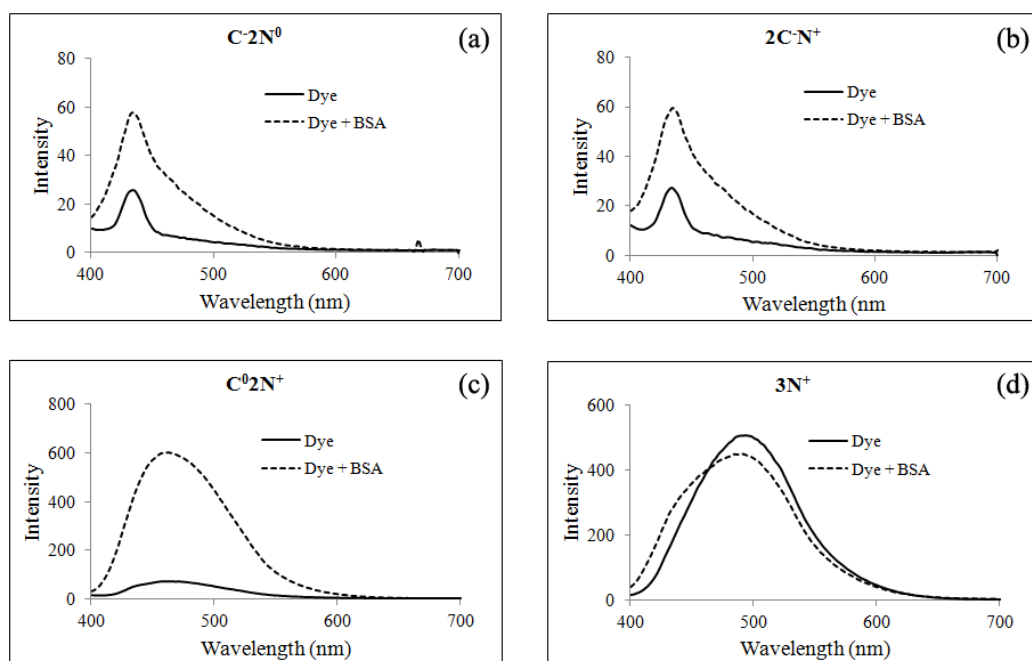 C⁻2N⁰ (a)
80
60
40
20
0
Intensity
Dye
Dye + BSA
400 500 600 700
Wavelength (nm)
2C⁻N⁺ (b)
80
60
40
20
0
Intensity
Dye
Dye + BSA
400 500 600 700
Wavelength (nm
C⁰2N⁺ (c)
800
600
400
200
0
Intensity
Dye
Dye + BSA
400 500 600 700
Wavelength (nm)
3N⁺ (d)
600
400
200
0
Intensity
Dye
Dye + BSA
400 500 600 700
Wavelength (nm)